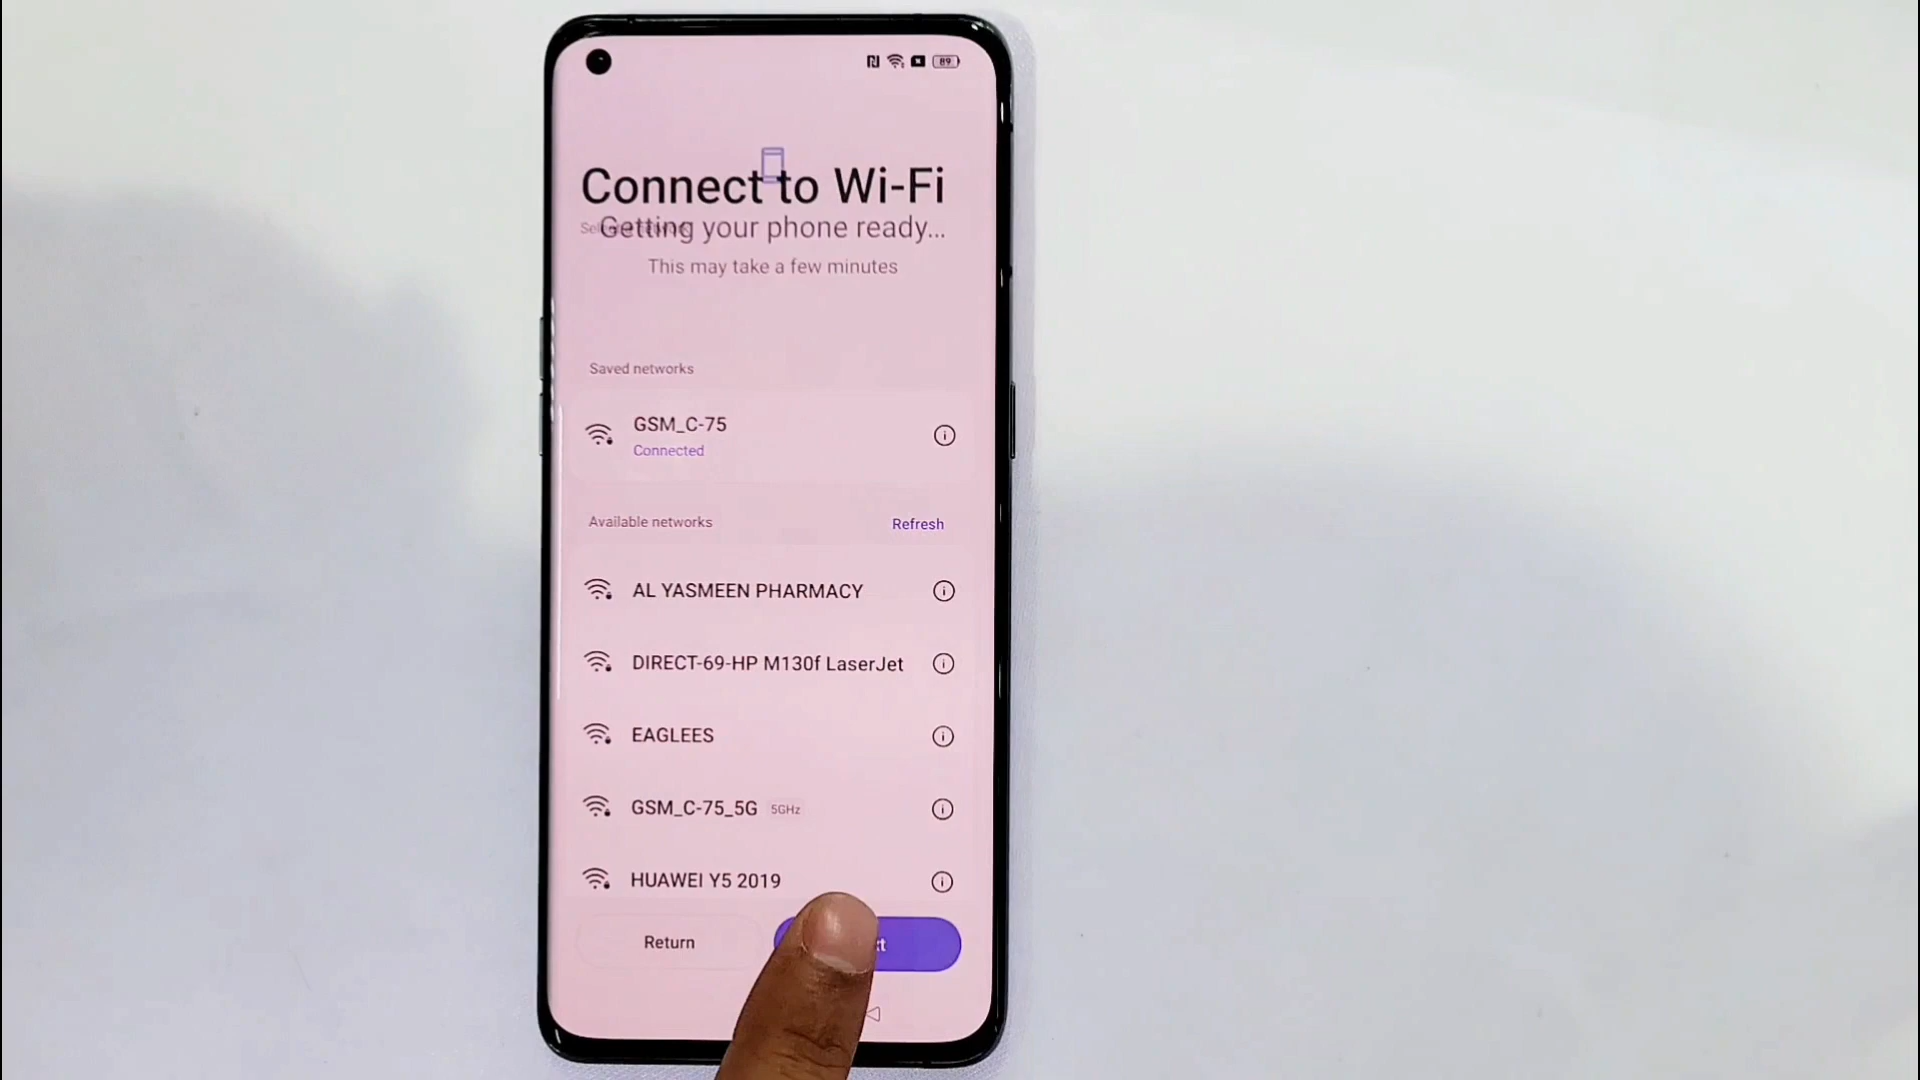 89
Connect to Wi-Fi
Getting your phone ready...
This may take a few minutes
Saved networks
GSM_C-75
Connected
Available networks
Refresh
AL YASMEEN PHARMACY
DIRECT-69-HP M130f LaserJet
EAGLEES
GSM_C-75_5G 5GHz
HUAWEI Y5 2019
Return